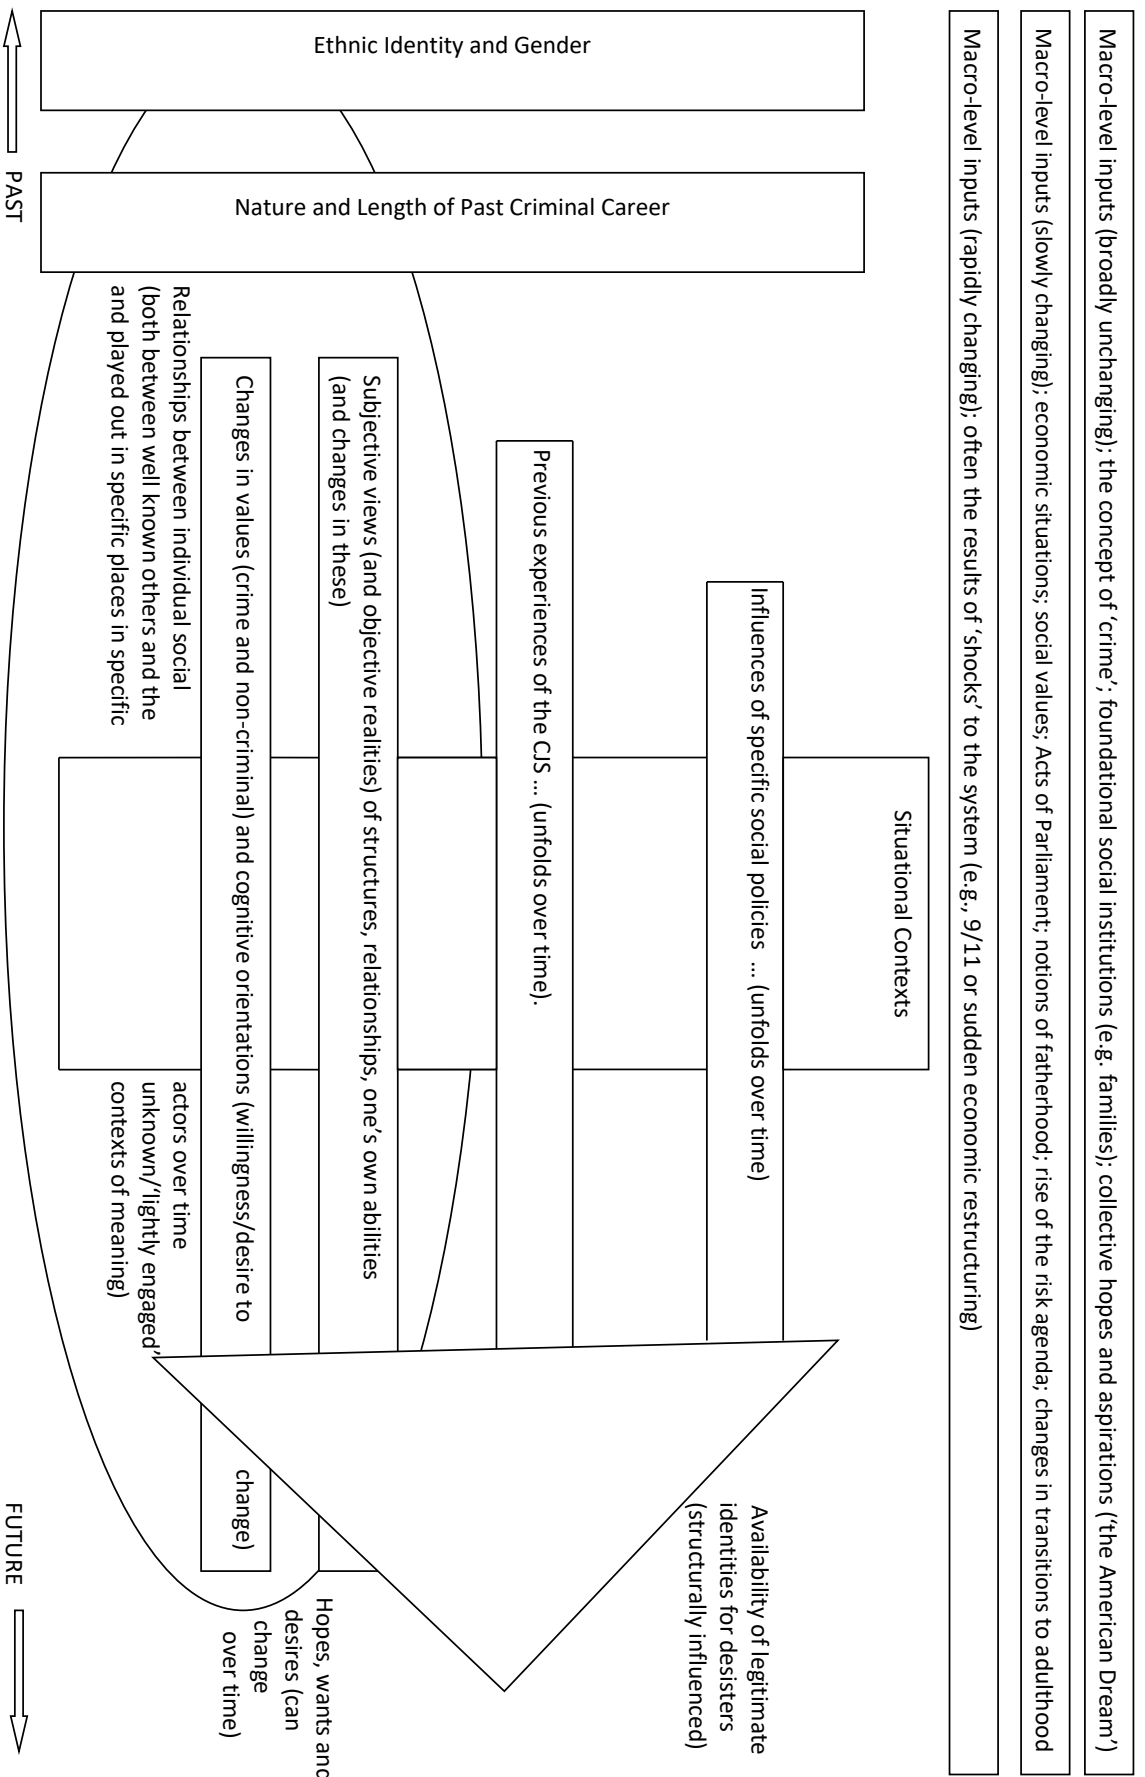 Macro-level inputs (broadly unchanging); the concept of ‘crime’; foundational social institutions (e.g. families); collective hopes and aspirations (‘the American Dream’)
Macro-level inputs (slowly changing); economic situations; social values; Acts of Parliament; notions of fatherhood; rise of the risk agenda; changes in transitions to adulthood
Macro-level inputs (rapidly changing); often the results of ‘shocks’ to the system (e.g., 9/11 or sudden economic restructuring)
Ethnic Identity and Gender
Nature and Length of Past Criminal Career
Situational Contexts
Influences of specific social policies … (unfolds over time)
Previous experiences of the CJS … (unfolds over time).
Subjective views (and objective realities) of structures, relationships, one’s own abilities
(and changes in these)
Changes in values (crime and non-criminal) and cognitive orientations (willingness/desire to
change)
Relationships between individual social
(both between well known others and the
and played out in specific places in specific
actors over time
unknown/‘lightly engaged’,
contexts of meaning)
Availability of legitimate
identities for desisters
(structurally influenced)
Hopes, wants and
desires (can
change
over time)
PAST
FUTURE